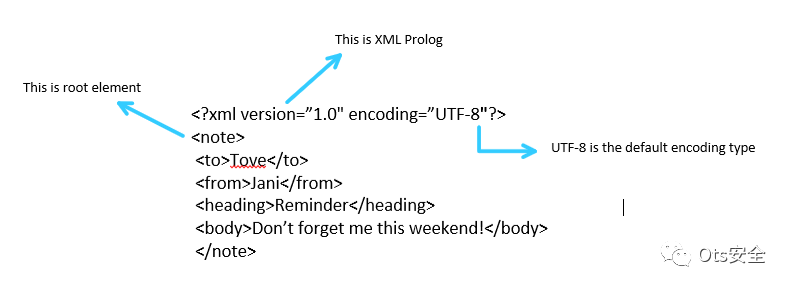 This is XML Prolog
This is root element
<?xml version=”1.0" encoding=”UTF-8"?>
<note>
<to>Tove</to>
UTF-8 is the default encoding type
<from>Jani</from>
<heading>Reminder</heading>
<body>Don’t forget me this weekend!</body>
</note>
Ots安全